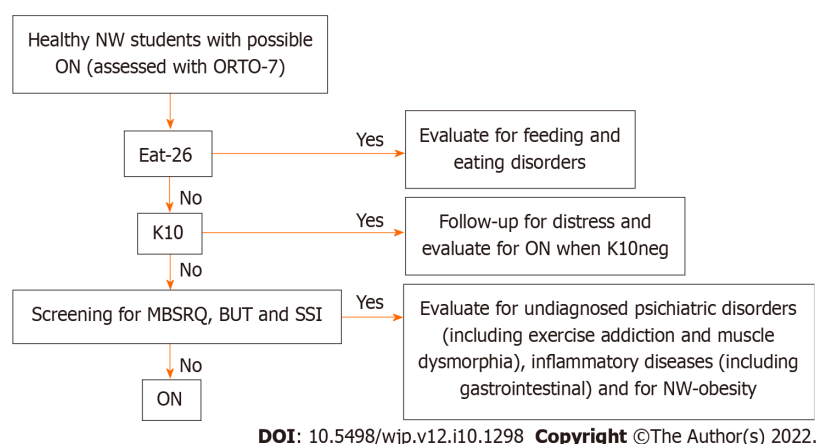 Healthy NW students with possible
ON (assessed with ORTO-7)
Eat-26
Yes
Evaluate for feeding and
eating disorders
No
K10
Yes
Follow-up for distress and
evaluate for ON when K10neg
No
Screening for MBSRQ, BUT and SSI
Yes
Evaluate for undiagnosed psichiatric disorders
(including exercise addiction and muscle
dysmorphia), inflammatory diseases (including
gastrointestinal) and for NW-obesity
No
ON
DOI: 10.5498/wjp.v12.i10.1298 Copyright ©The Author(s) 2022.